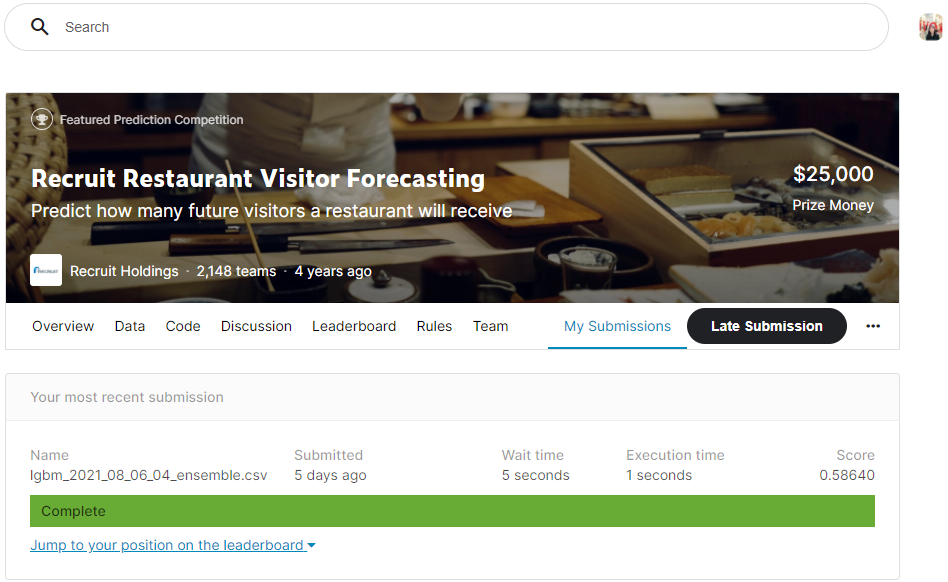 Search
Featured Prediction Competition
Recruit Restaurant Visitor Forecasting
$25,000
Predict how many future visitors a restaurant will receive
Prize Money
RECRUIT
Recruit Holdings · 2,148 teams · 4 years ago
Overview Data Code Discussion Leaderboard Rules Team My Submissions Late Submission
Your most recent submission
Name Submitted Wait time Execution time Score
lgbm_2021_08_06_04_ensemble.csv 5 days ago 5 seconds 1 seconds 0.58640
Complete
Jump to your position on the leaderboard